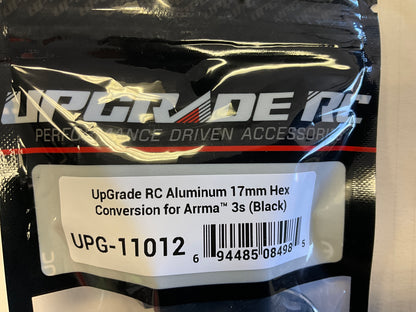 UPGRADE RC
PERFORMANCE DRIVEN ACCESSORIES
UpGrade RC Aluminum 17mm Hex
Conversion for Arrma™ 3s (Black)
UPG-11012
6 94485 08498 5